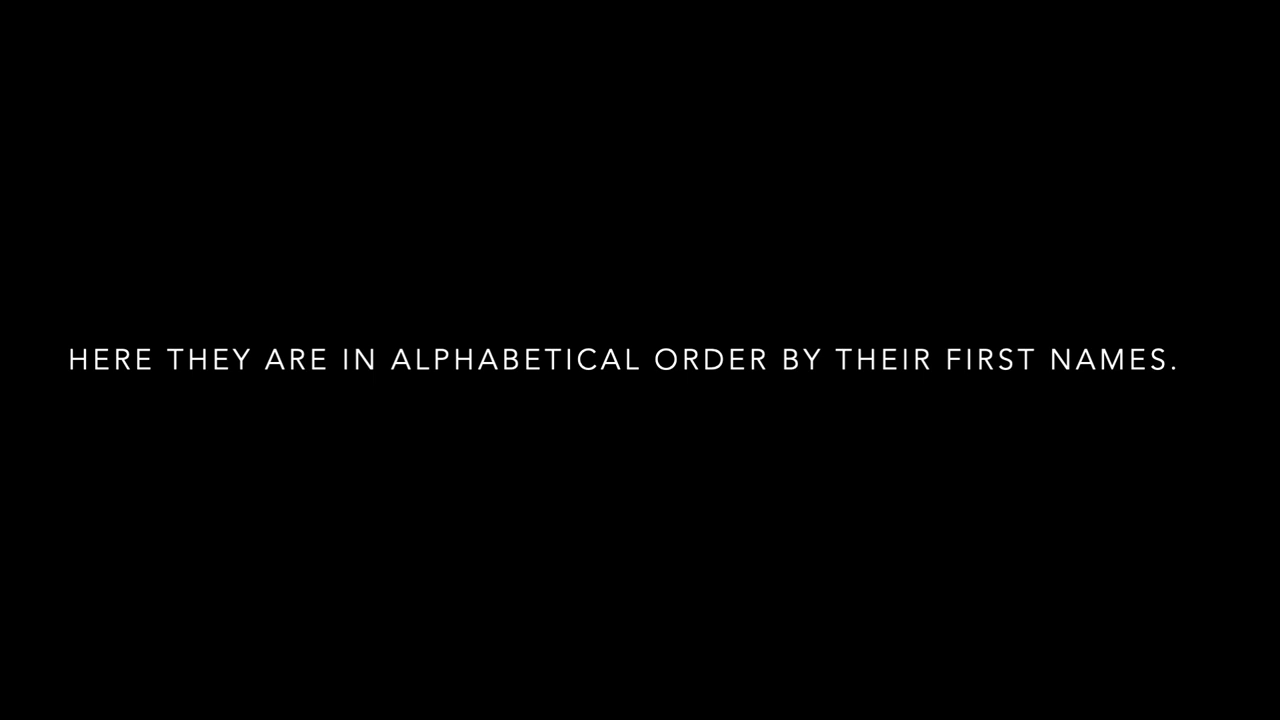 HERE THEY ARE IN ALPHABETICAL ORDER BY THEIR FIRST NAMES.